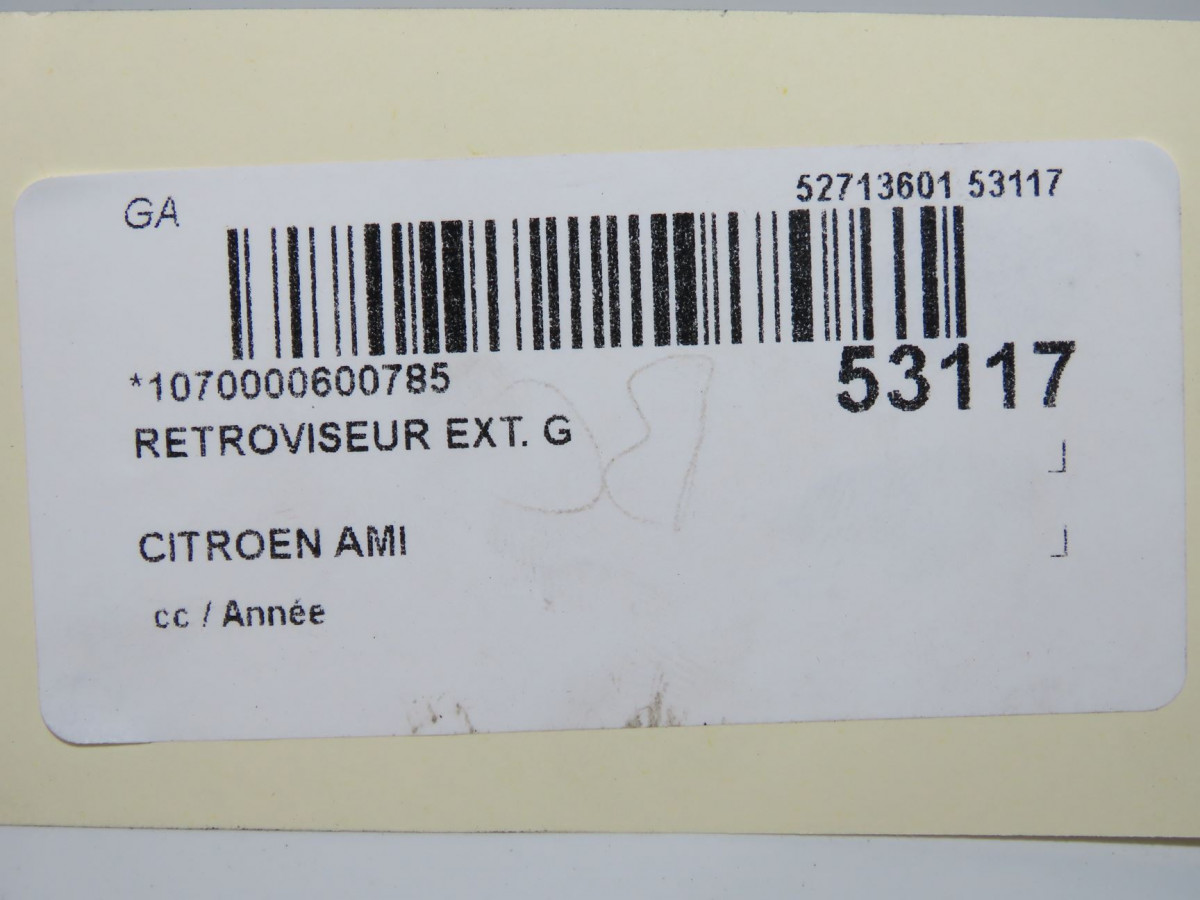 GA
52713601 53117
*1070000600785
53117
RETROVISEUR EXT. G
CITROEN AMI
cc / Année